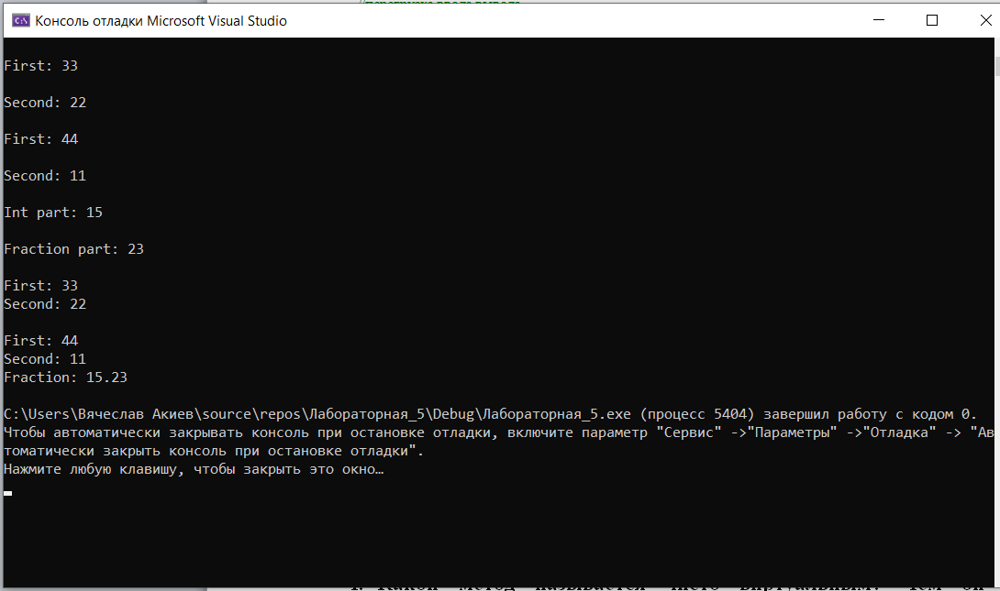 Консоль отладки Microsoft Visual Studio
First: 33
Second: 22
First: 44
Second: 11
Int part: 15
Fraction part: 23
First: 33
Second: 22
First: 44
Second: 11
Fraction: 15.23
C:\Users\Вячеслав Акиев\source\repos\Лабораторная_5\Debug\Лабораторная_5.exe (процесс 5404) завершил работу с кодом 0.
Чтобы автоматически закрывать консоль при остановке отладки, включите параметр "Сервис" ->"Параметры" ->"Отладка" -> "Ав
томатически закрыть консоль при остановке отладки".
Нажмите любую клавишу, чтобы закрыть это окно…